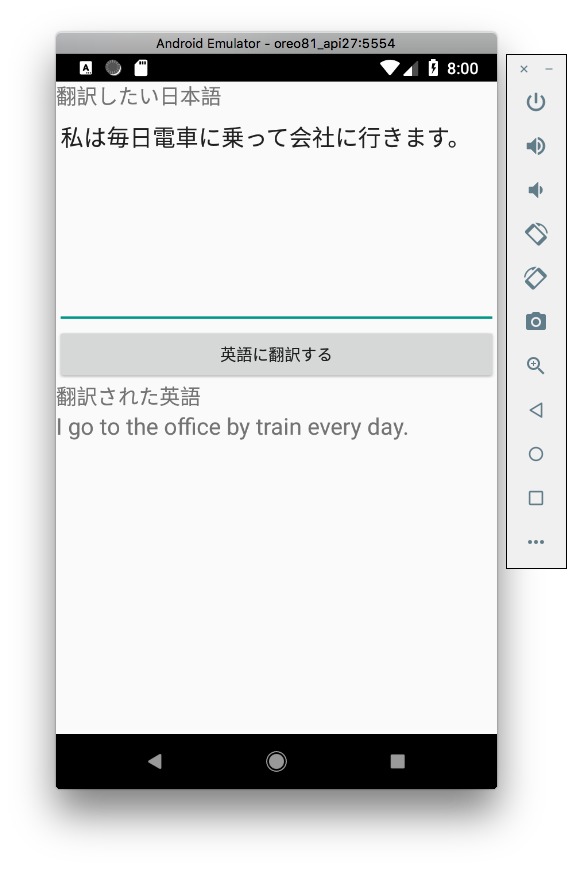 Android Emulator - oreo81_api27:5554
8:00
翻訳したい日本語
私は毎日電車に乗って会社に行きます。
英語に翻訳する
翻訳された英語
I go to the office by train every day.